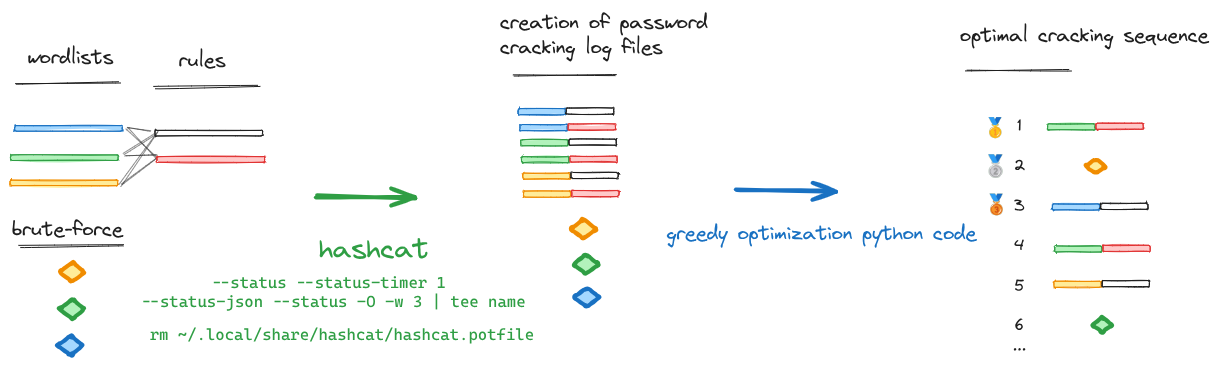 wordlists
rules
brute-force
hashcat
--status --status-timer 1
--status-json --status -O -w 3 | tee name
rm ~/.local/share/hashcat/hashcat.potfile
creation of password
cracking log files
greedy optimization python code
optimal cracking sequence
1
2
3
4
5
6
...